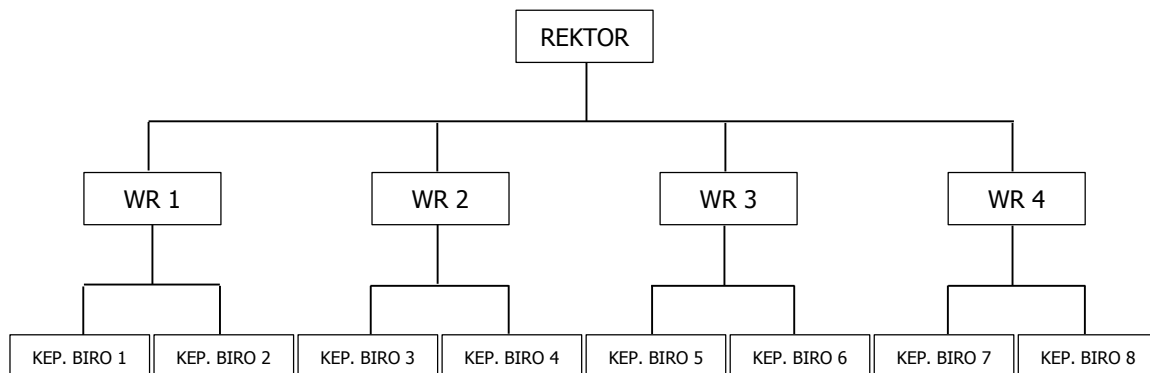 REKTOR
WR 1
WR 2
WR 3
WR 4
KEP. BIRO 1
KEP. BIRO 2
KEP. BIRO 3
KEP. BIRO 4
KEP. BIRO 5
KEP. BIRO 6
KEP. BIRO 7
KEP. BIRO 8